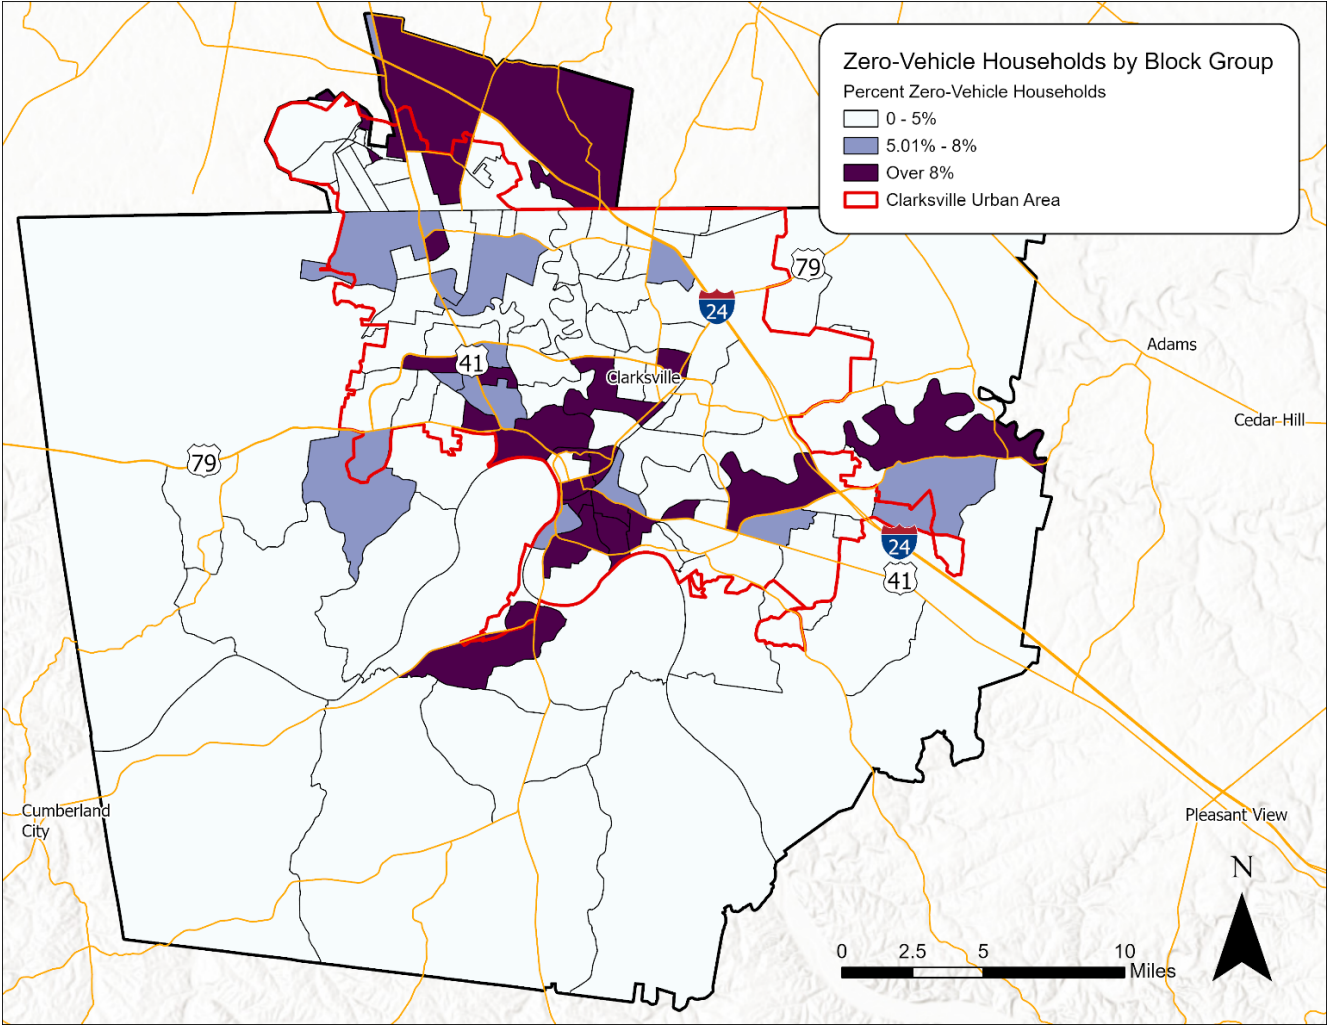 Zero-Vehicle Households by Block Group
Percent Zero-Vehicle Households
0 - 5%
5.01% - 8%
Over 8%
Clarksville Urban Area
79
24
Adams
41
Clarksville
Cedar Hill
79
24
41
Cumberland
City
Pleasant View
N
0 2.5 5 10
Miles